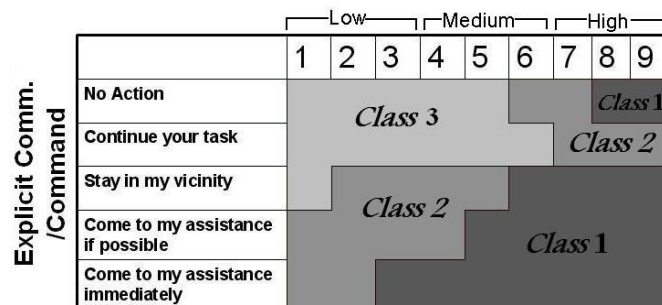 Low Medium High
1 2 3 4 5 6 7 8 9
Explicit Comm.
/Command
No Action
Class 1
Class 3
Continue your task
Class 2
Stay in my vicinity
Class 2
Come to my assistance
if possible
Class 1
Come to my assistance
immediately